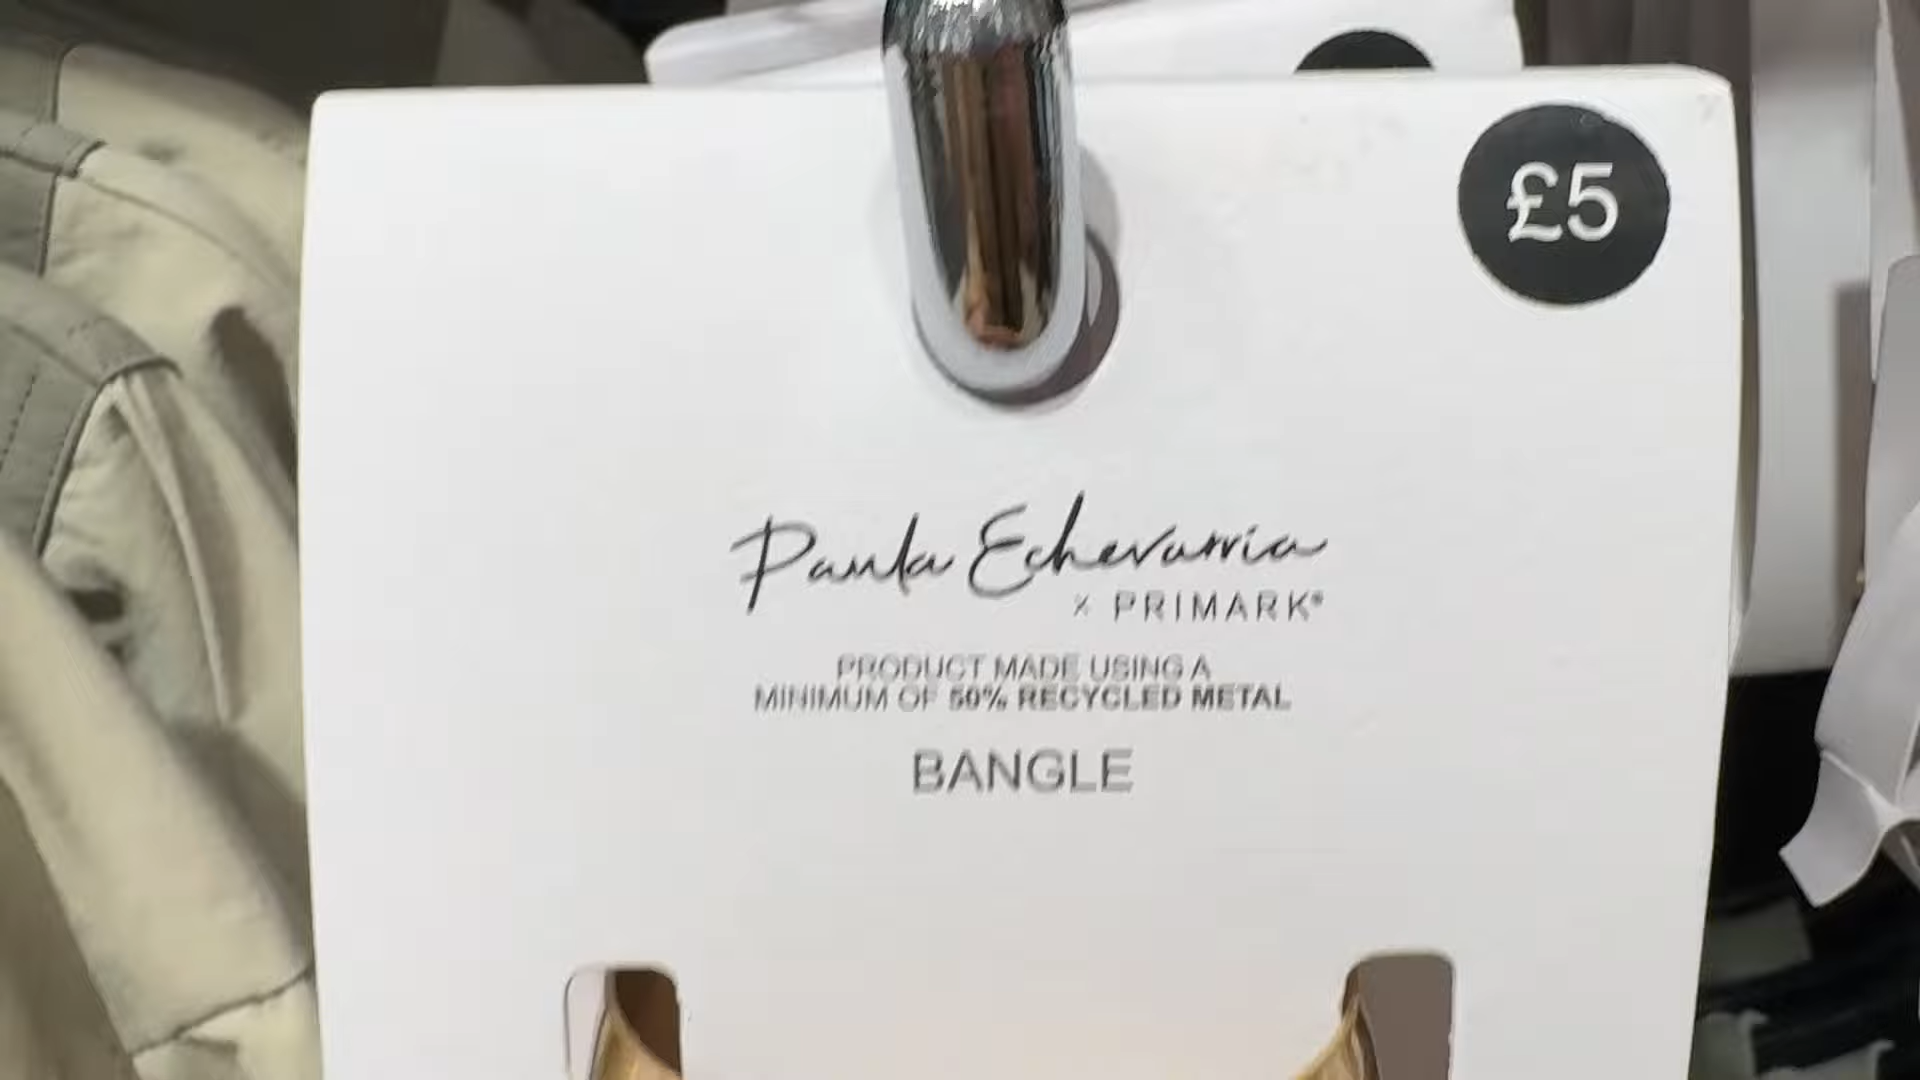 £5
Paula Echevarria
× PRIMARK®
PRODUCT MADE USING A
MINIMUM OF 50% RECYCLED METAL
BANGLE